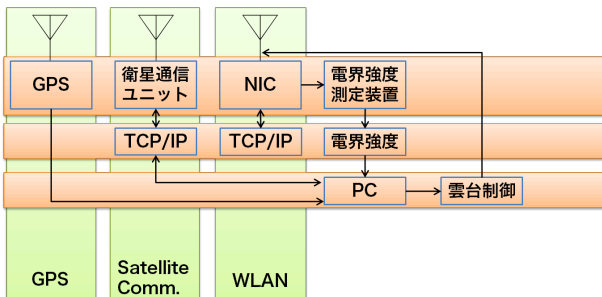 GPS
衛星通信
ユニット
NIC
電界強度
測定装置
TCP/IP
TCP/IP
電界強度
PC
雲台制御
GPS
Satellite
Comm.
WLAN